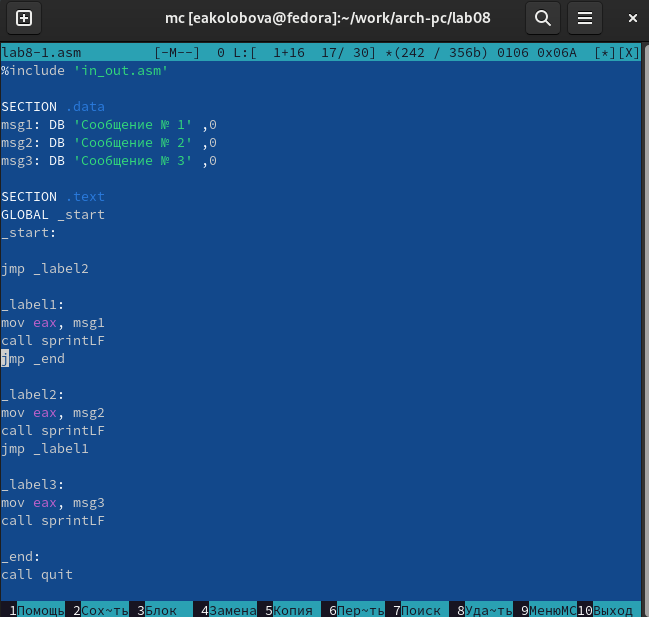 mc [eakolobova@fedora]:~/work/arch-pc/lab08
lab8-1.asm [-M--] 0 L:[ 1+16 17/ 30] *(242 / 356b) 0106 0x06A [*][X]
%include 'in_out.asm'
SECTION .data
msg1: DB 'Сообщение № 1' ,0
msg2: DB 'Сообщение № 2' ,0
msg3: DB 'Сообщение № 3' ,0
SECTION .text
GLOBAL _start
_start:
jmp _label2
_label1:
mov eax, msg1
call sprintLF
jmp _end
_label2:
mov eax, msg2
call sprintLF
jmp _label1
_label3:
mov eax, msg3
call sprintLF
_end:
call quit
1Помощь 2Сох~ть 3Блок 4Замена 5Копия 6Пер~ть 7Поиск 8Уда~ть 9МенюМС 10Выход